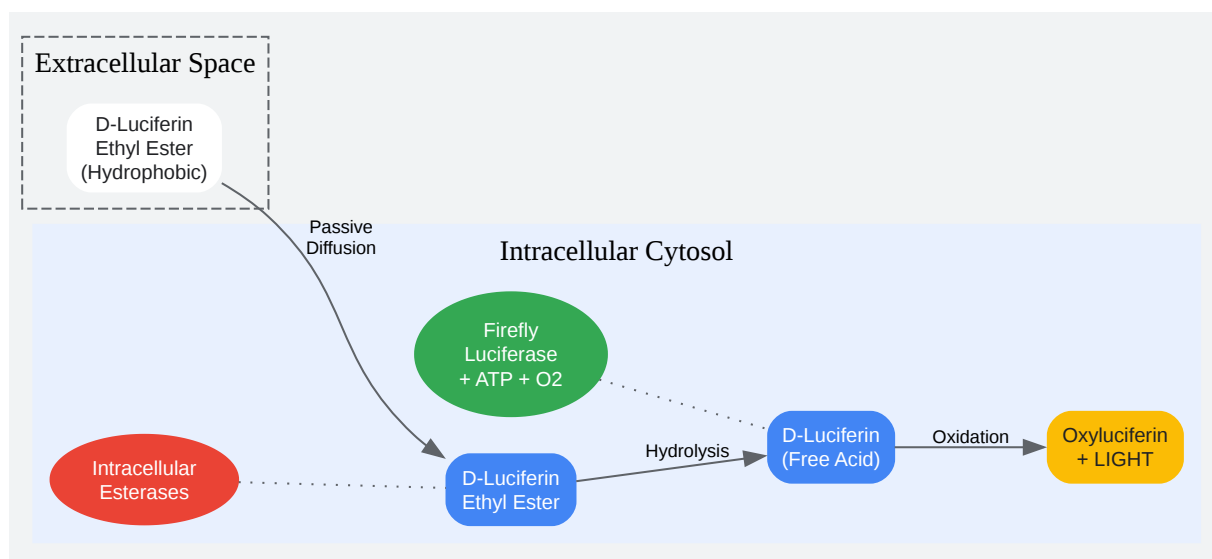 Extracellular Space
D-Luciferin
Ethyl Ester
(Hydrophobic)
Passive
Diffusion
Intracellular Cytosol
Firefly
Luciferase
+ ATP + O2
Intracellular
Esterases
D-Luciferin
Ethyl Ester
Hydrolysis
D-Luciferin
(Free Acid)
Oxidation
Oxyluciferin
+ LIGHT